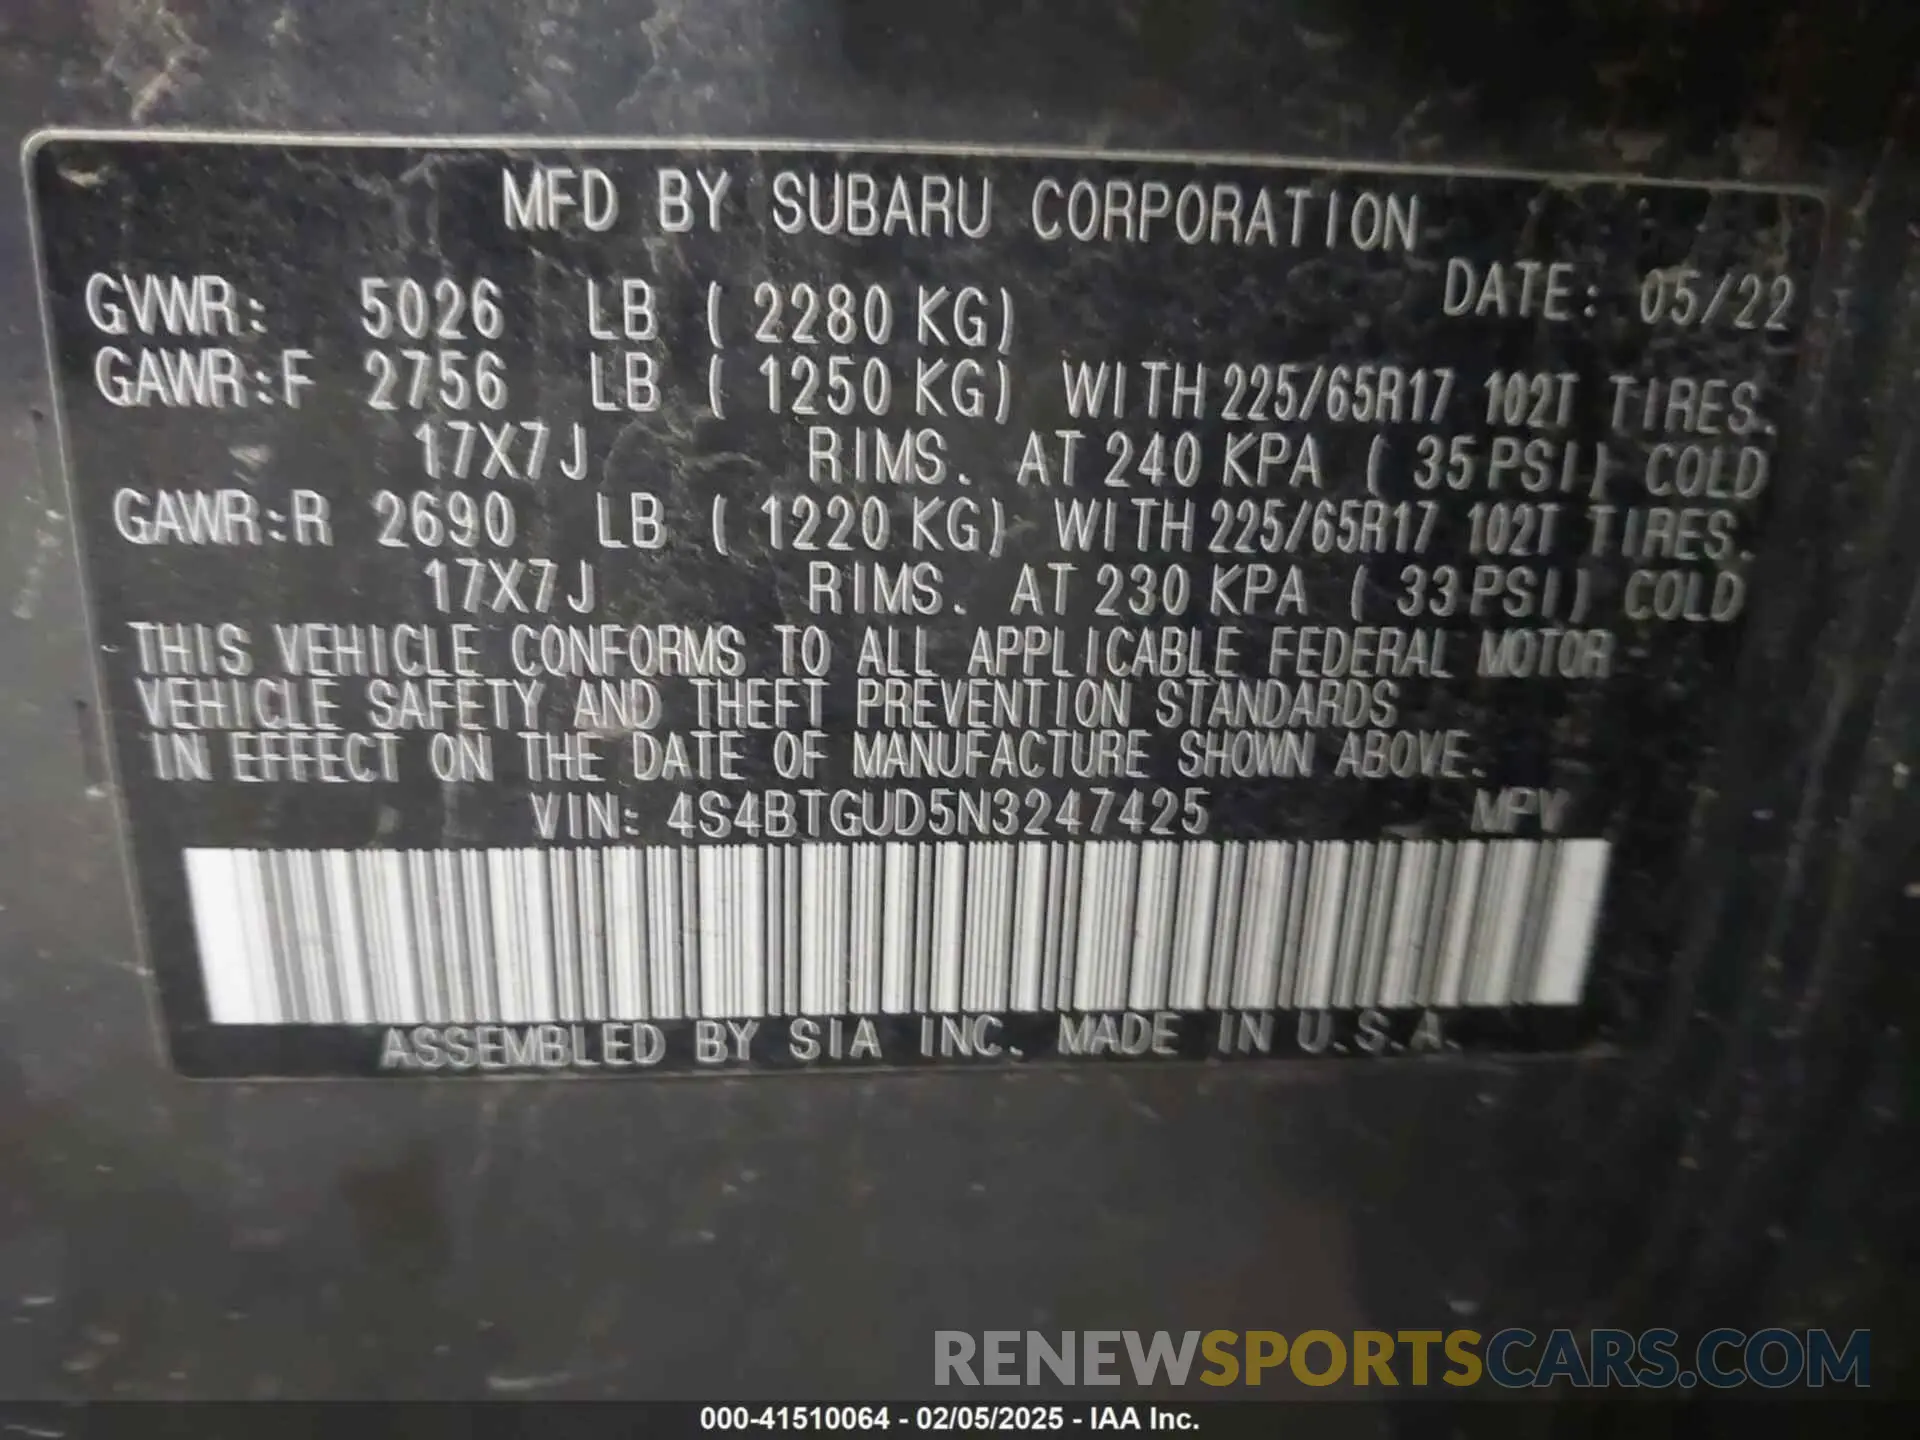 MFD BY SUBARU CORPORATION
DATE: 05/22
GVWR: 5026 LB ( 2280 KG)
GAWR:F 2756 LB ( 1250 KG) WITH 225/65R17 102T TIRES.
17X7J RIMS. AT 240 KPA ( 35 PSI) COLD
GAWR:R 2690 LB ( 1220 KG) WITH 225/65R17 102T TIRES.
17X7J RIMS. AT 230 KPA ( 33 PSI) COLD
THIS VEHICLE CONFORMS TO ALL APPLICABLE FEDERAL MOTOR
VEHICLE SAFETY AND THEFT PREVENTION STANDARDS
IN EFFECT ON THE DATE OF MANUFACTURE SHOWN ABOVE.
VIN: 4S4BTGUD5N3247425 MPV
ASSEMBLED BY SIA INC. MADE IN U.S.A.
RENEWSPORTSCARS.COM
000-41510064 - 02/05/2025 - IAA Inc.